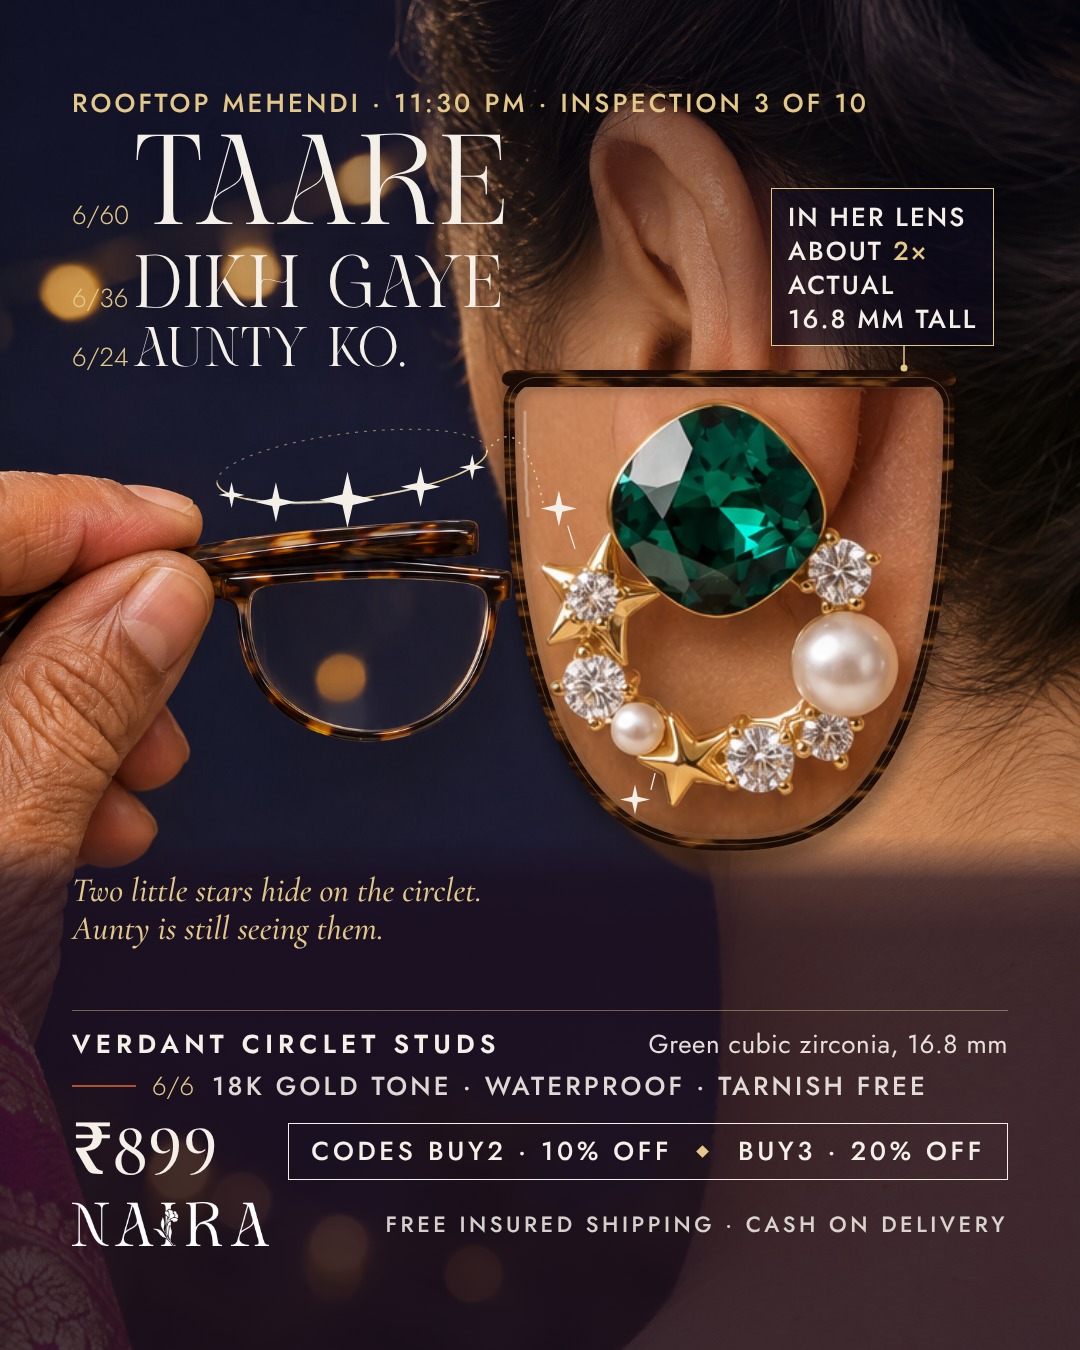 ROOFTOP MEHENDI · 11:30 PM · INSPECTION 3 OF 10
6/60 TAARE
6/36 DIKH GAYE
6/24 AUNTY KO.
IN HER LENS
ABOUT 2×
ACTUAL
16.8 MM TALL
Two little stars hide on the circlet.
Aunty is still seeing them.
VERDANT CIRCLET STUDS
Green cubic zirconia, 16.8 mm
6/6 18K GOLD TONE · WATERPROOF · TARNISH FREE
₹899
CODES BUY2 · 10% OFF ◆ BUY3 · 20% OFF
NAIRA
FREE INSURED SHIPPING · CASH ON DELIVERY